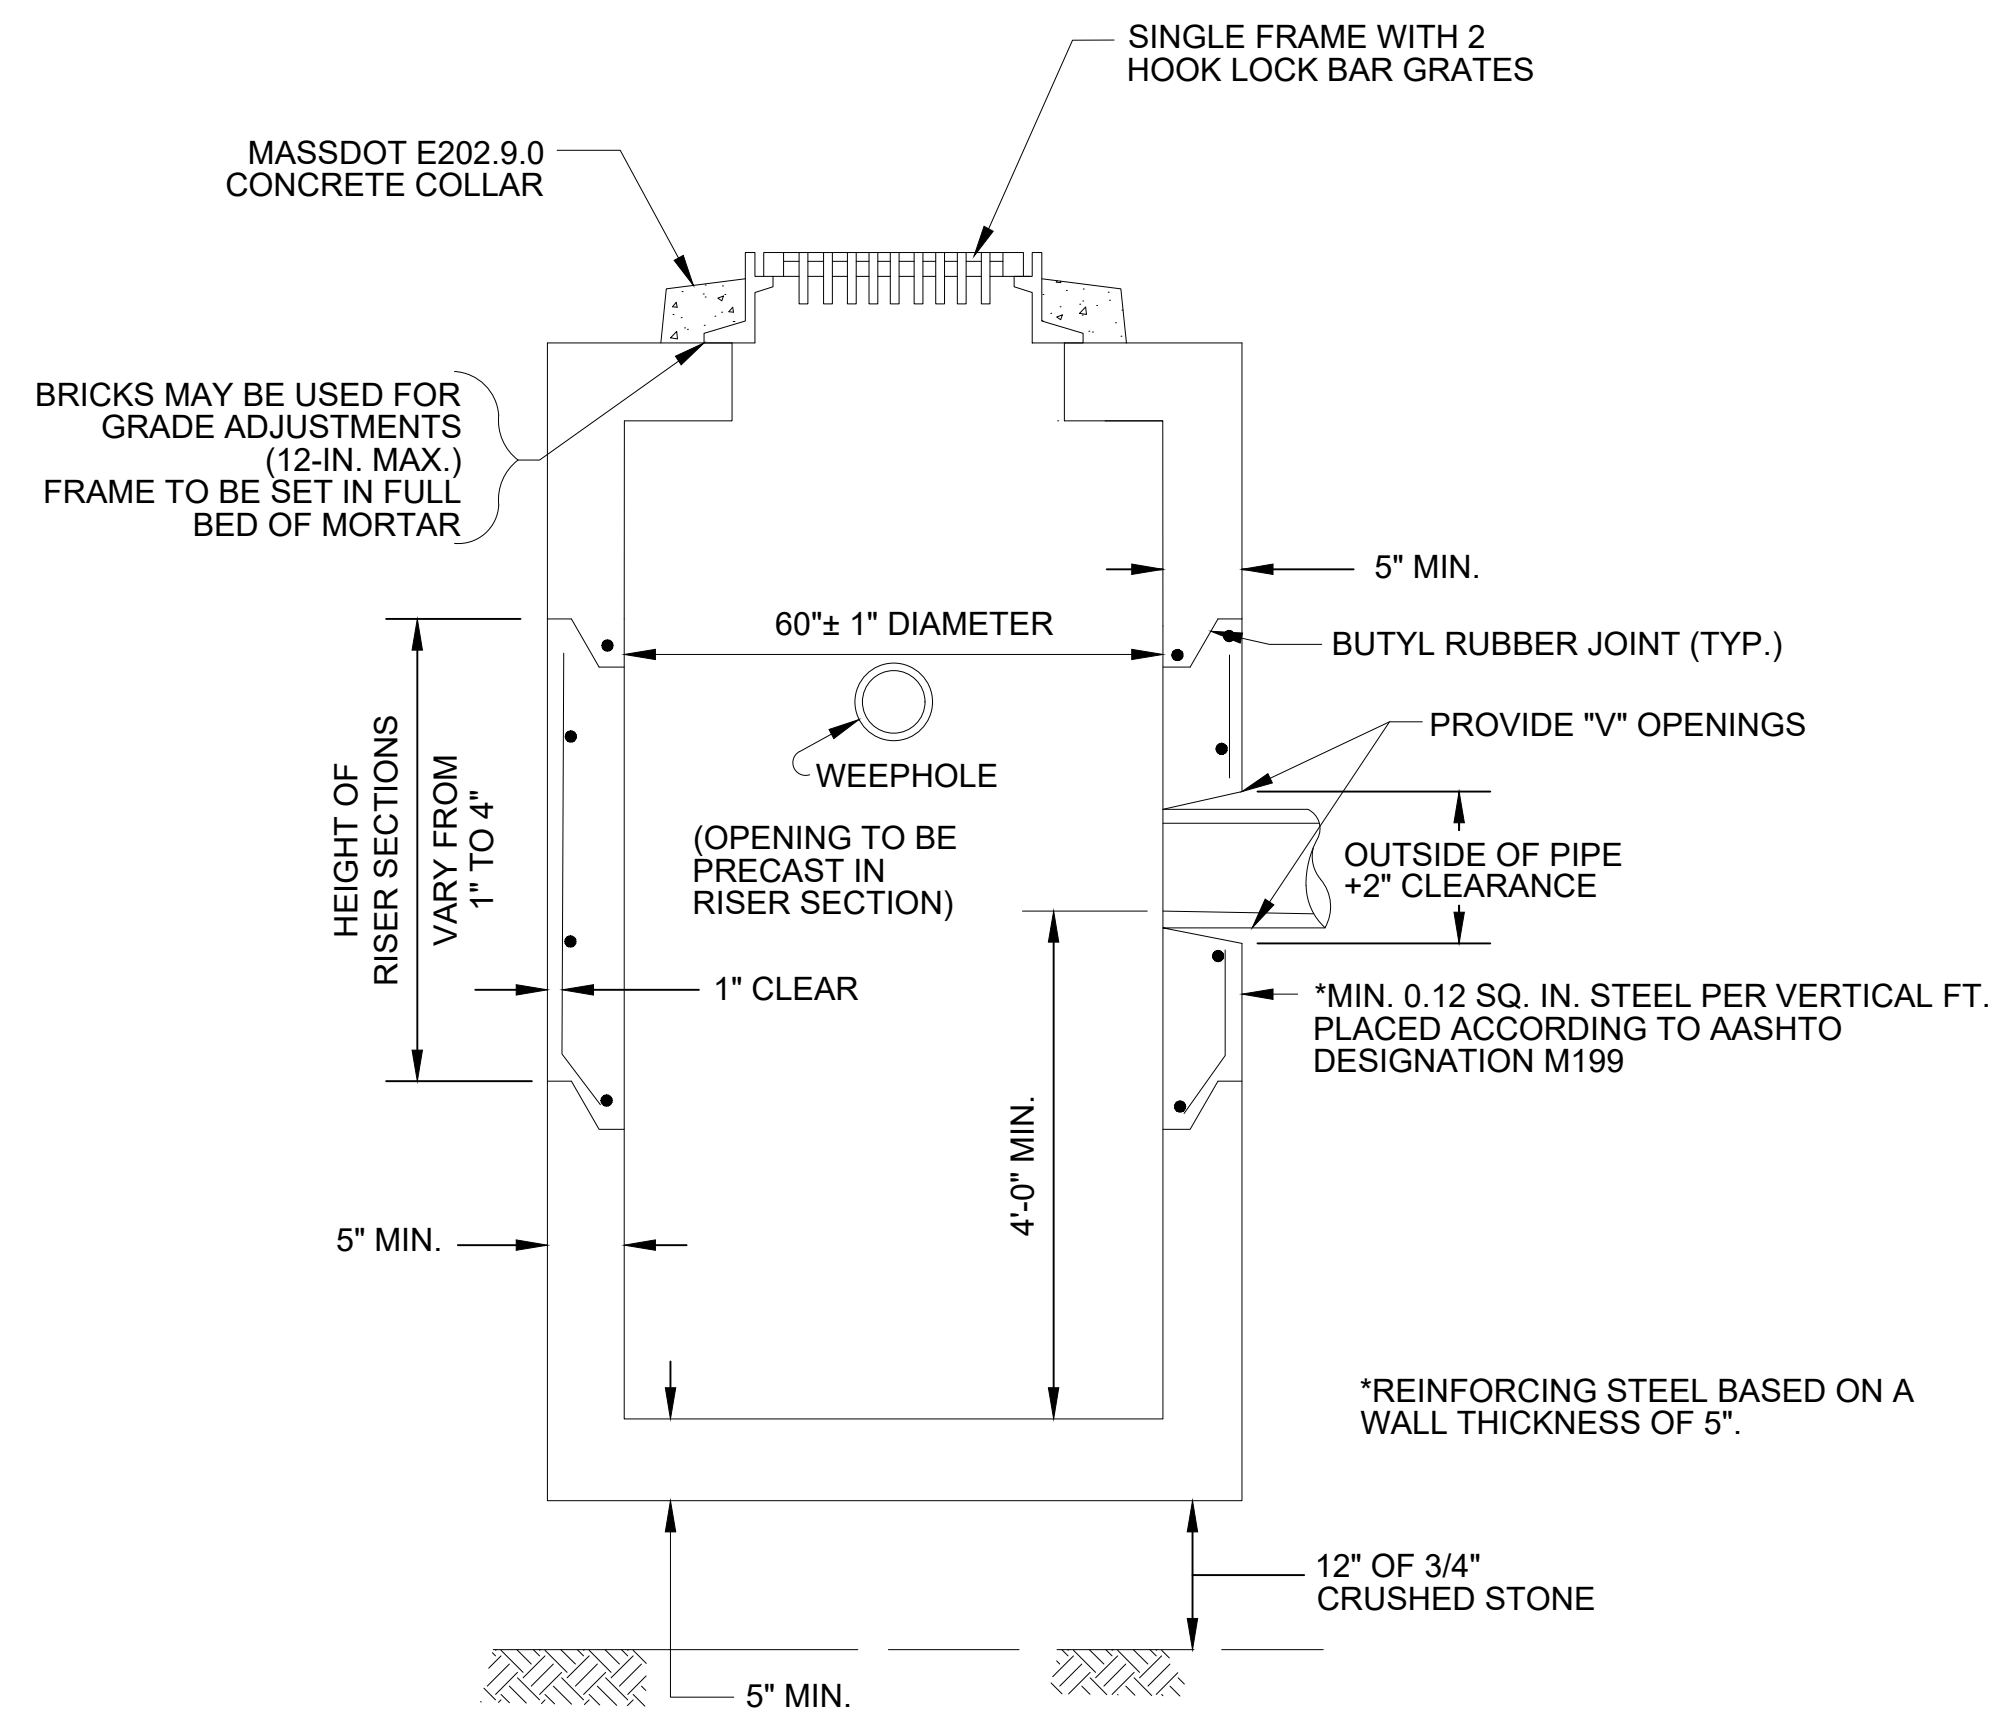 SINGLE FRAME WITH 2
HOOK LOCK BAR GRATES
MASSDOT E202.9.0
CONCRETE COLLAR
BRICKS MAY BE USED FOR
GRADE ADJUSTMENTS
(12-IN. MAX.)
FRAME TO BE SET IN FULL
BED OF MORTAR
5" MIN.
60"± 1" DIAMETER
BUTYL RUBBER JOINT (TYP.)
PROVIDE "V" OPENINGS
WEEPHOLE
(OPENING TO BE
PRECAST IN
RISER SECTION)
HEIGHT OF
RISER SECTIONS
VARY FROM
1" TO 4"
OUTSIDE OF PIPE
+2" CLEARANCE
1" CLEAR
*MIN. 0.12 SQ. IN. STEEL PER VERTICAL FT.
PLACED ACCORDING TO AASHTO
DESIGNATION M199
4'-0" MIN.
5" MIN.
*REINFORCING STEEL BASED ON A
WALL THICKNESS OF 5".
12" OF 3/4"
CRUSHED STONE
5" MIN.